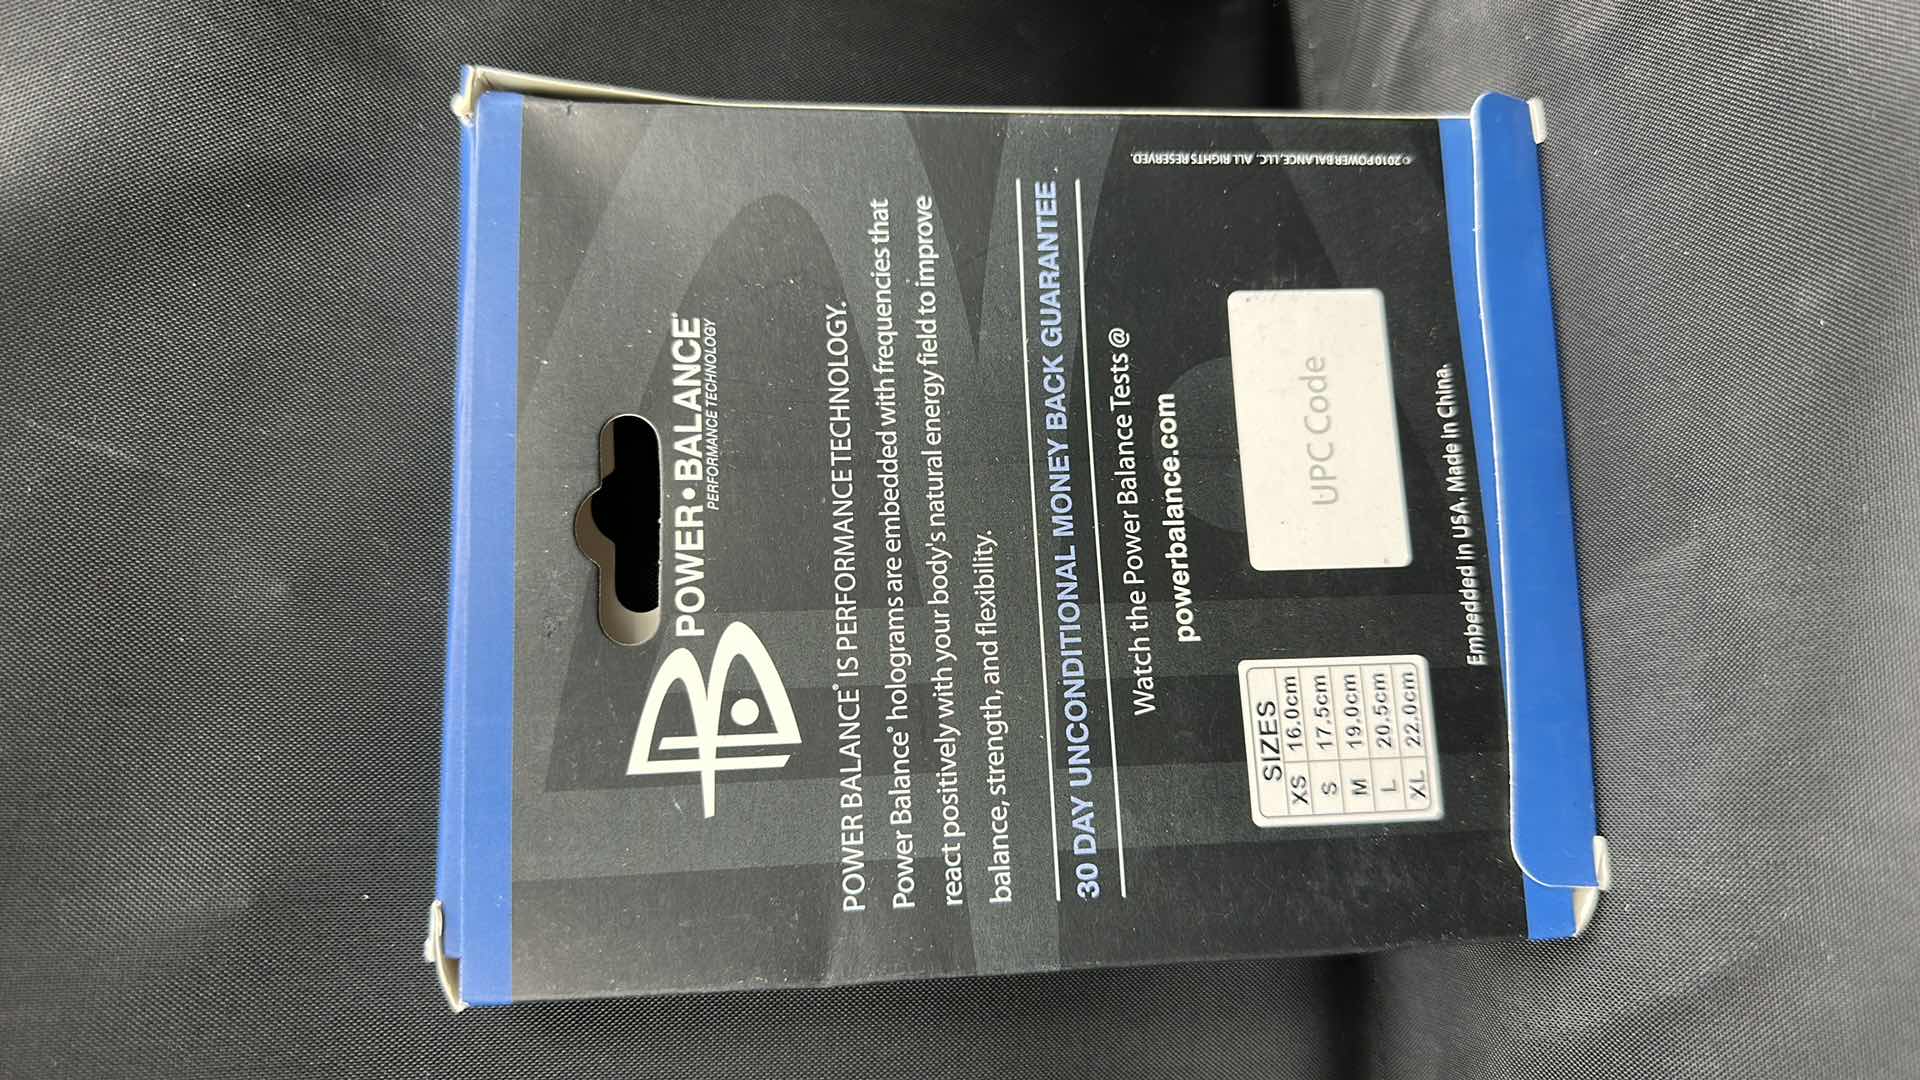 POWER•BALANCE®
PERFORMANCE TECHNOLOGY
POWER BALANCE® IS PERFORMANCE TECHNOLOGY.
Power Balance® holograms are embedded with frequencies that
react positively with your body's natural energy field to improve
balance, strength, and flexibility.
30 DAY UNCONDITIONAL MONEY BACK GUARANTEE
Watch the Power Balance Tests @
powerbalance.com
SIZES
XS 16.0cm
S 17.5cm
M 19.0cm
L 20.5cm
XL 22.0cm
UPC Code
Embedded in USA. Made in China.
©2010 POWER BALANCE, LLC. ALL RIGHTS RESERVED.